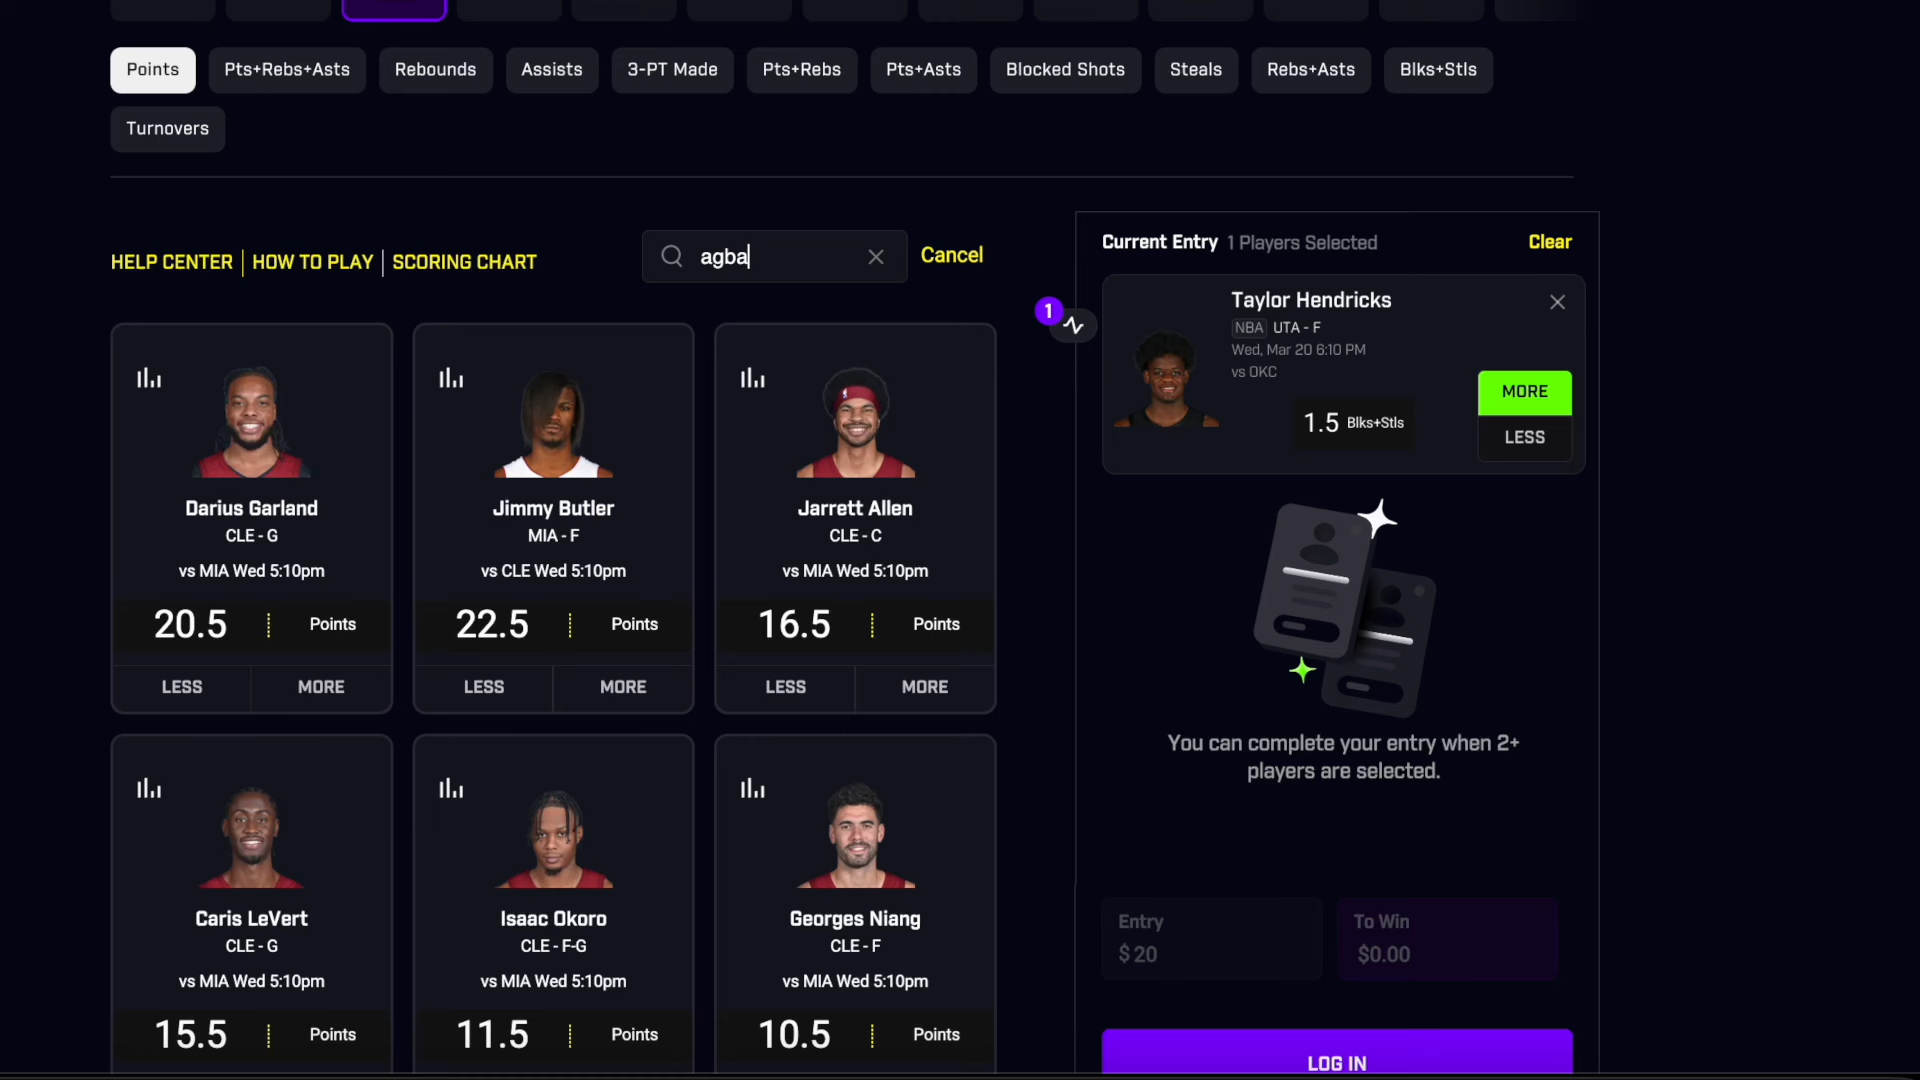 Points Pts+Rebs+Asts Rebounds Assists 3-PT Made Pts+Rebs Pts+Asts Blocked Shots Steals Rebs+Asts Blks+Stls
Turnovers
HELP CENTER HOW TO PLAY SCORING CHART
agba
Cancel
Current Entry 1 Players Selected
Clear
1
Taylor Hendricks
NBA UTA - F
Wed, Mar 20 6:10 PM
vs OKC
1.5 Blks+Stls
MORE
LESS
Darius Garland
CLE - G
vs MIA Wed 5:10pm
20.5 Points
LESS MORE
Jimmy Butler
MIA - F
vs CLE Wed 5:10pm
22.5 Points
LESS MORE
Jarrett Allen
CLE - C
vs MIA Wed 5:10pm
16.5 Points
LESS MORE
You can complete your entry when 2+
players are selected.
Caris LeVert
CLE - G
vs MIA Wed 5:10pm
15.5 Points
Isaac Okoro
CLE - F-G
vs MIA Wed 5:10pm
11.5 Points
Georges Niang
CLE - F
vs MIA Wed 5:10pm
10.5 Points
Entry
$ 20
To Win
$0.00
LOG IN